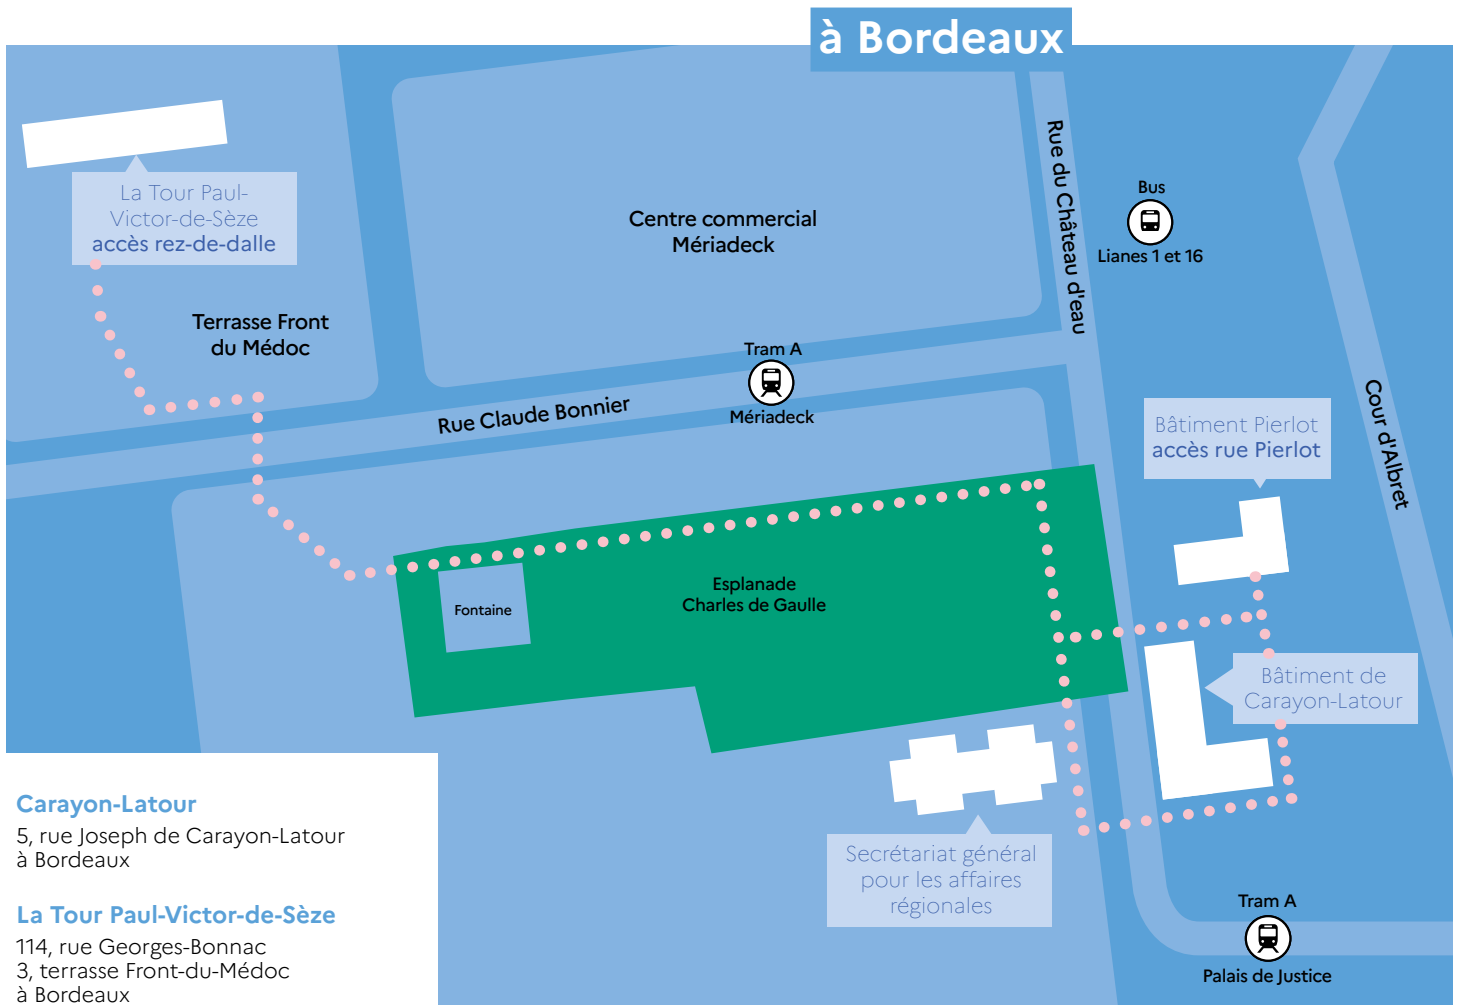 à Bordeaux
La Tour Paul-
Victor-de-Sèze
accès rez-de-dalle
Terrasse Front
du Médoc
Centre commercial
Mériadeck
Rue du Château d'eau
Bus
Lianes 1 et 16
Tram A
Mériadeck
Rue Claude Bonnier
Cour d'Albret
Bâtiment Pierlot
accès rue Pierlot
Esplanade
Charles de Gaulle
Fontaine
Bâtiment de
Carayon-Latour
Secrétariat général
pour les affaires
régionales
Tram A
Palais de Justice
Carayon-Latour
5, rue Joseph de Carayon-Latour
à Bordeaux
La Tour Paul-Victor-de-Sèze
114, rue Georges-Bonnac
3, terrasse Front-du-Médoc
à Bordeaux